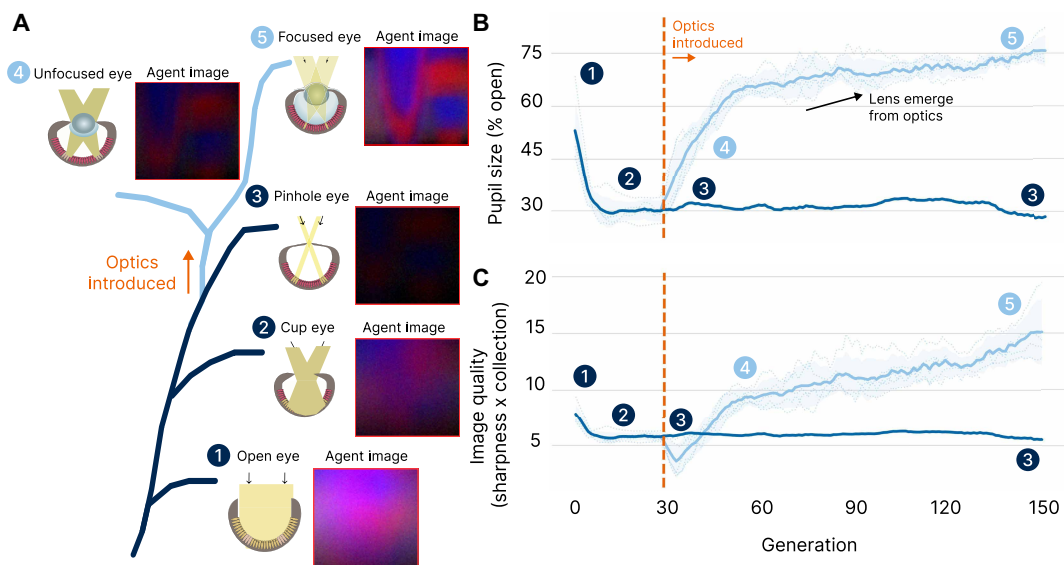 A
5 Focused eye
Agent image
4 Unfocused eye
Agent image
3 Pinhole eye
Agent image
Optics
introduced
2 Cup eye
Agent image
1 Open eye
Agent image
B
Optics
introduced
Pupil size (% open)
75
60
45
30
1
2
3
4
5
3
Lens emerge
from optics
C
Image quality
(sharpness x collection)
20
15
10
5
1
2
3
4
5
3
0
30
60
90
120
150
Generation